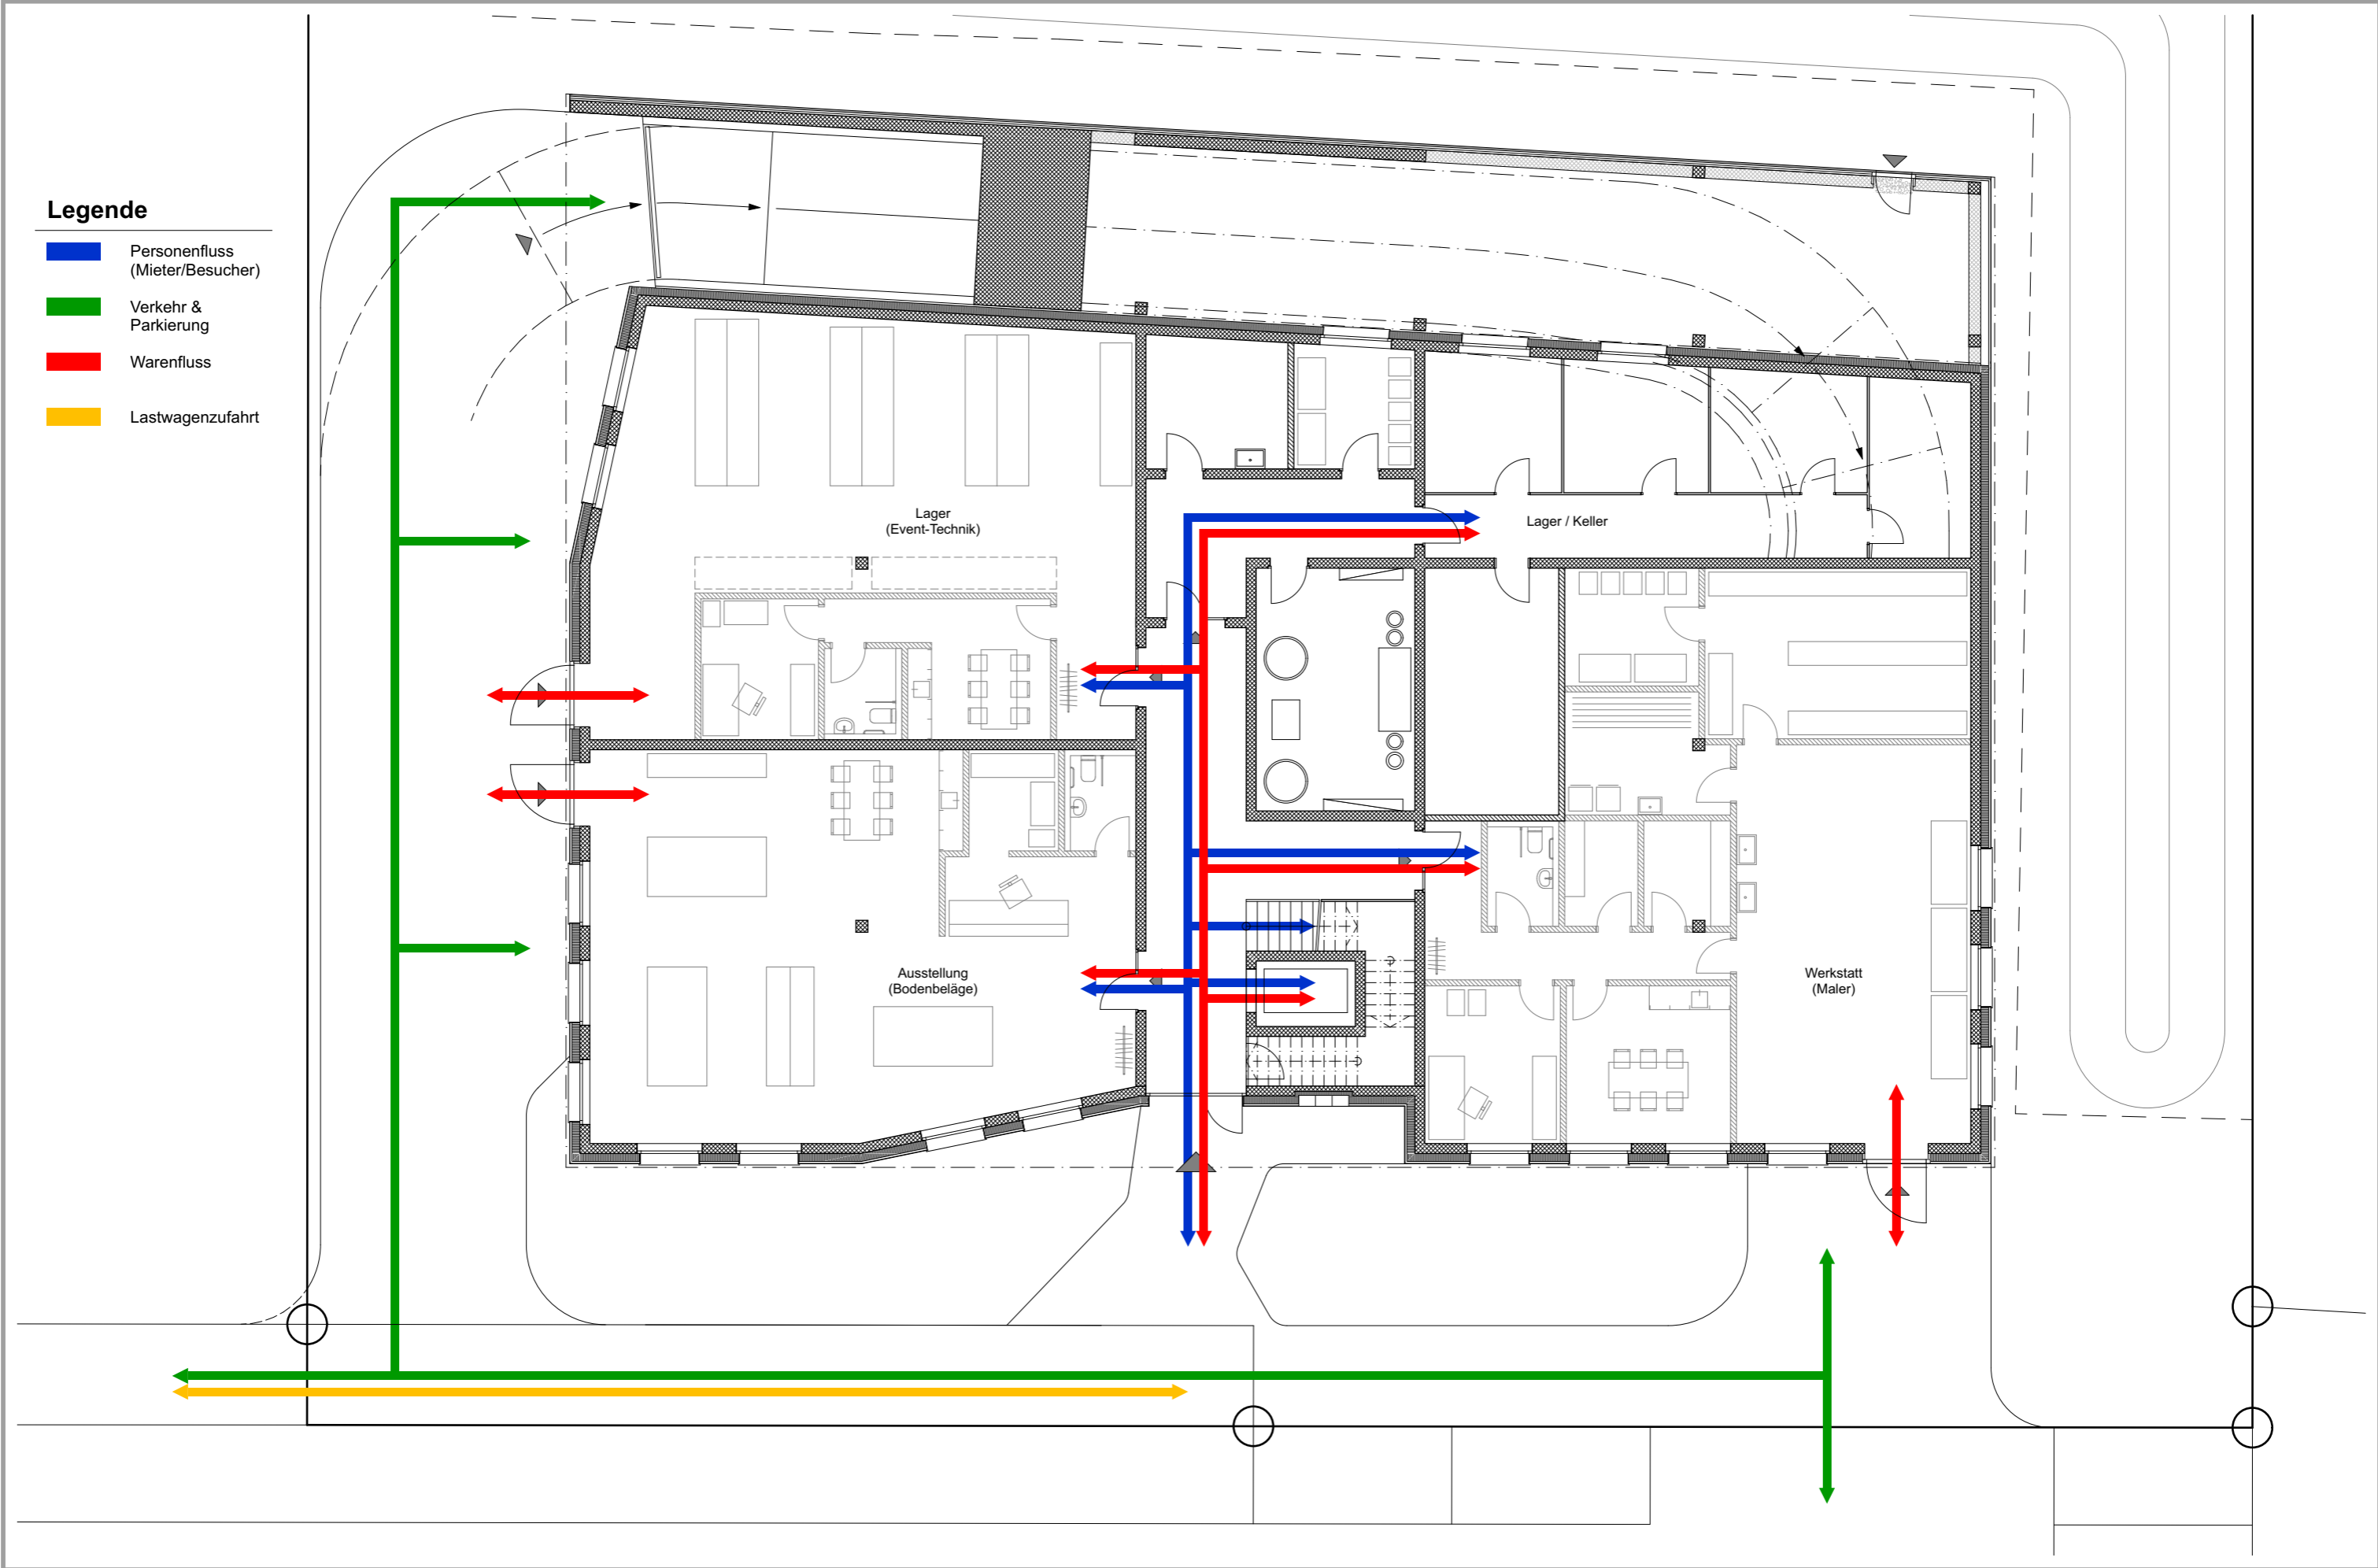 Legende
Personenfluss
(Mieter/Besucher)
Verkehr &
Parkierung
Warenfluss
Lastwagenzufahrt
Lager
(Event-Technik)
Lager / Keller
Ausstellung
(Bodenbeläge)
Werkstatt
(Maler)